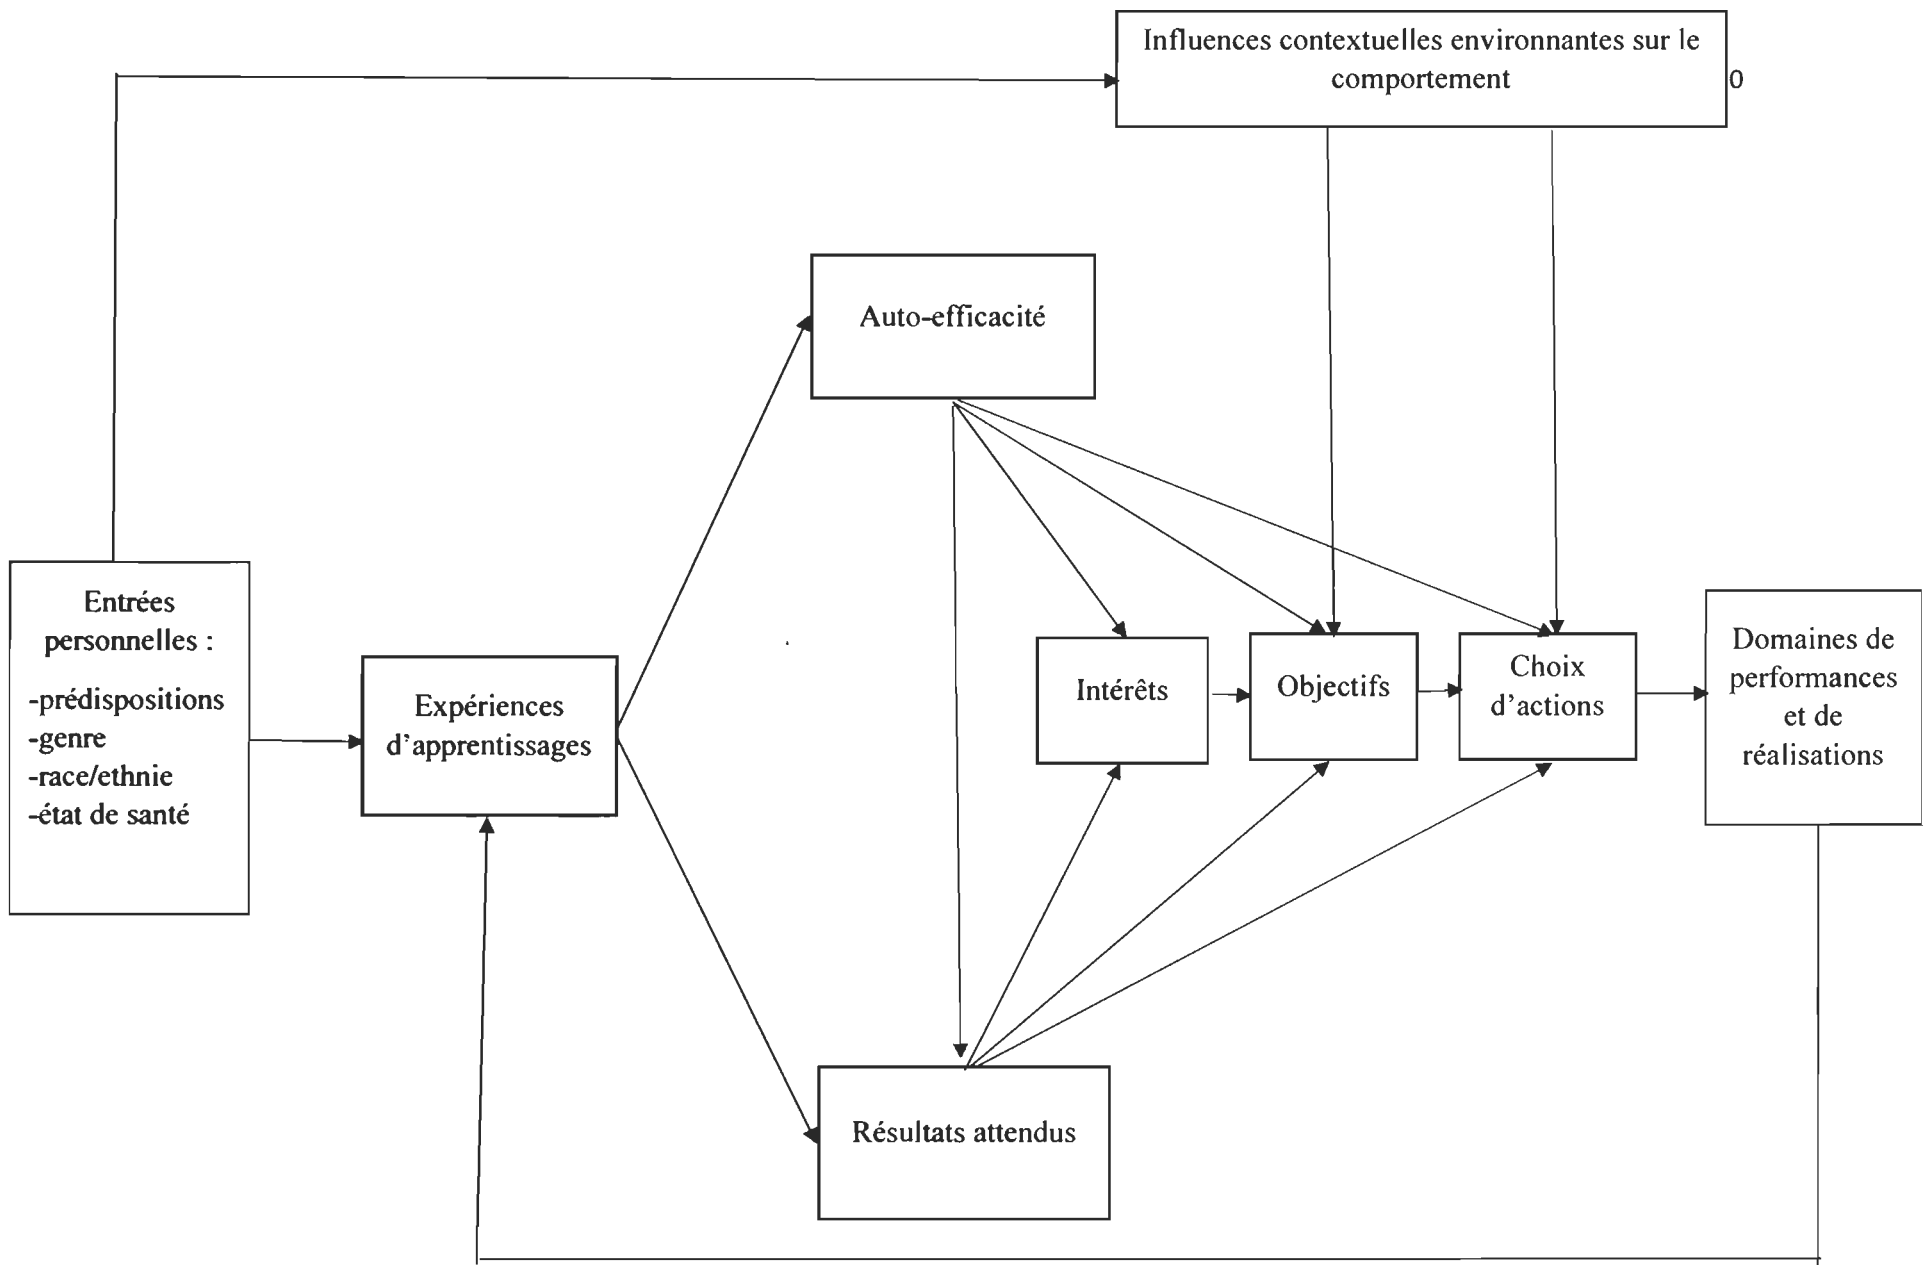 Influences contextuelles environnantes sur le
comportement
0
Auto-efficacité
Entrées
personnelles :
-prédispositions
-genre
-race/ethnie
-état de santé
Expériences
d'apprentissages
Intérêts
Objectifs
Choix
d'actions
Domaines de
performances
et de
réalisations
Résultats attendus